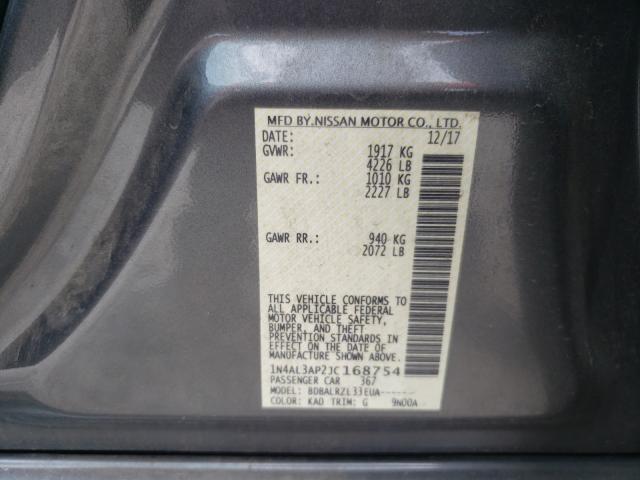 MFD BY.NISSAN MOTOR CO., LTD.
DATE: 12/17
GVWR: 1917 KG
4226 LB
GAWR FR.: 1010 KG
2227 LB
GAWR RR.: 940 KG
2072 LB
THIS VEHICLE CONFORMS TO
ALL APPLICABLE FEDERAL
MOTOR VEHICLE SAFETY,
BUMPER, AND THEFT
PREVENTION STANDARDS
IN EFFECT ON THE DATE OF
MANUFACTURE SHOWN ABOVE.
1N4AL3AP2JC168754
PASSENGER CAR 367
MODEL: BDBALRZL33EUA-------
COLOR: KAD TRIM: G 9N00A